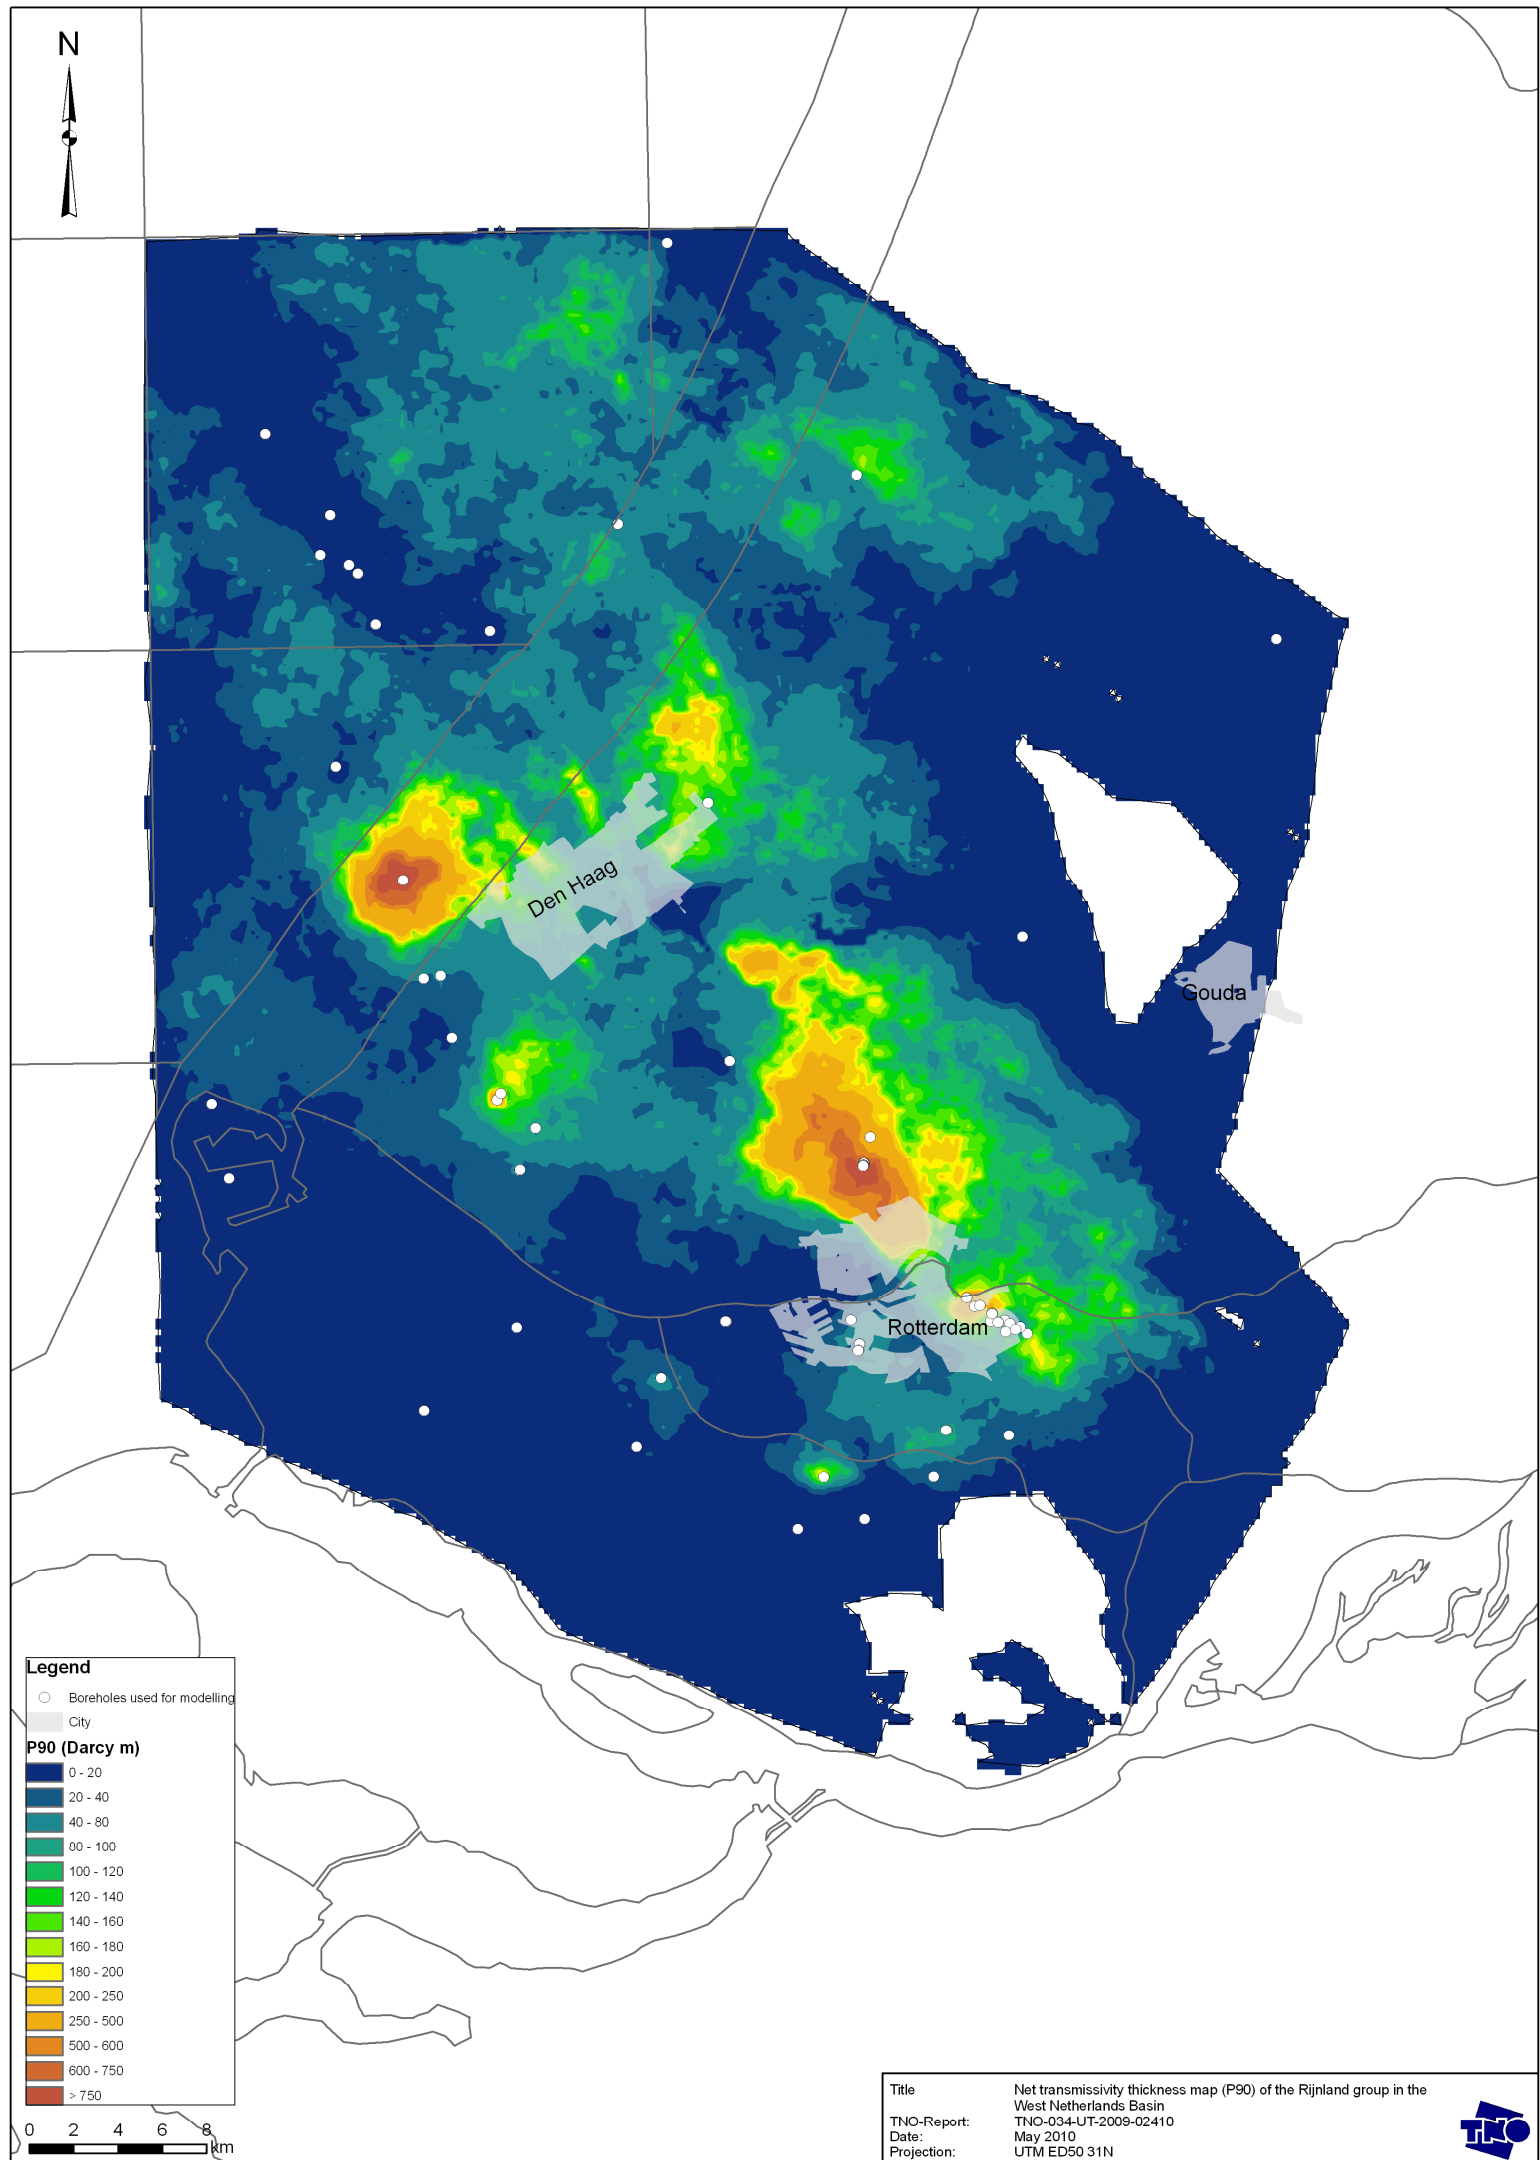 N
Den Haag
Gouda
Rotterdam
Legend
Boreholes used for modelling
City
P90 (Darcy m)
0 - 20
20 - 40
40 - 80
80 - 100
100 - 120
120 - 140
140 - 160
160 - 180
180 - 200
200 - 250
250 - 500
500 - 600
600 - 750
> 750
0 2 4 6 8
km
Title Net transmissivity thickness map (P90) of the Rijnland group in the
West Netherlands Basin
TNO-Report: TNO-034-UT-2009-02410
Date: May 2010
Projection: UTM ED50 31N
TNO